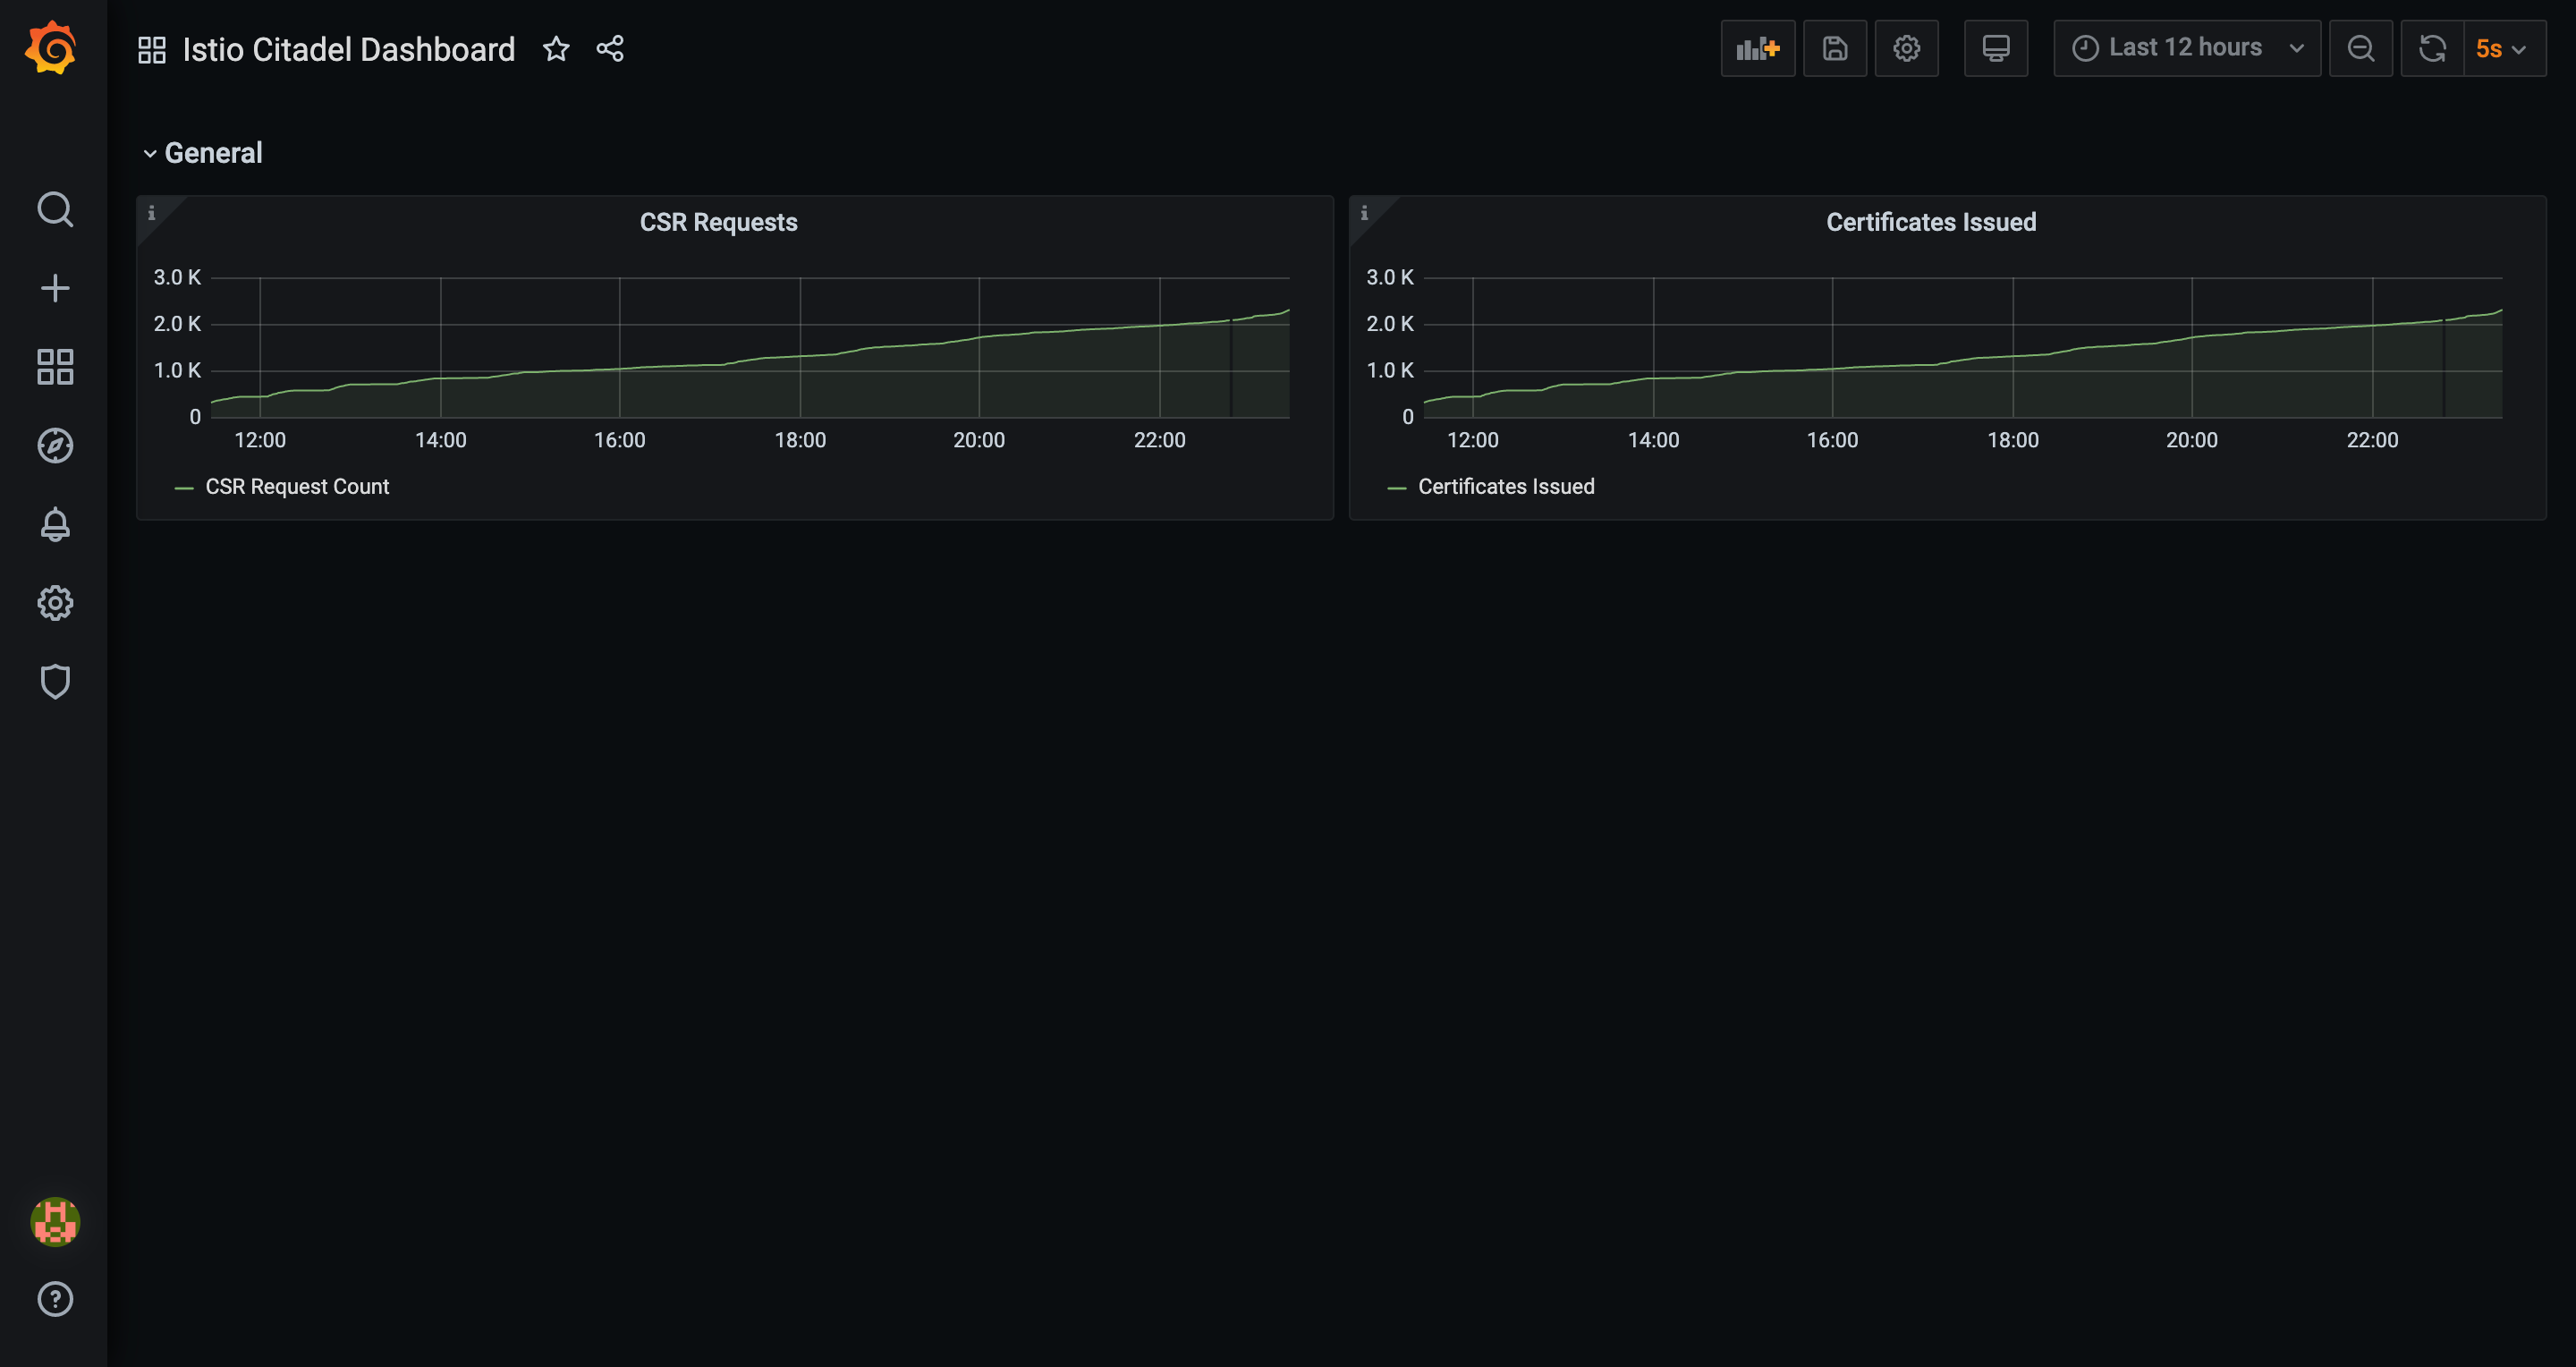 Istio Citadel Dashboard
Last 12 hours
5s
General
i
CSR Requests
3.0 K
2.0 K
1.0 K
0
12:00 14:00 16:00 18:00 20:00 22:00
CSR Request Count
i
Certificates Issued
3.0 K
2.0 K
1.0 K
0
12:00 14:00 16:00 18:00 20:00 22:00
Certificates Issued
?